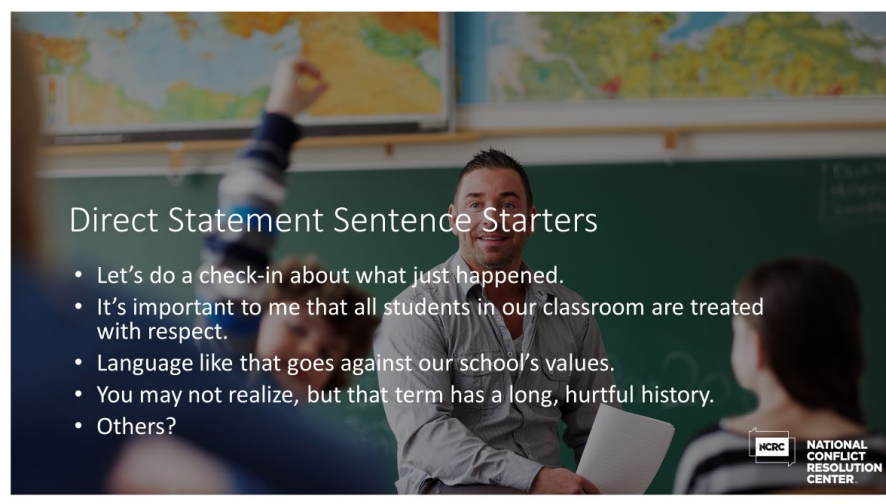 Direct Statement Sentence Starters
• Let's do a check-in about what just happened.
• It's important to me that all students in our classroom are treated
with respect.
• Language like that goes against our school's values.
• You may not realize, but that term has a long, hurtful history.
• Others?
NCRC
NATIONAL
CONFLICT
RESOLUTION
CENTER